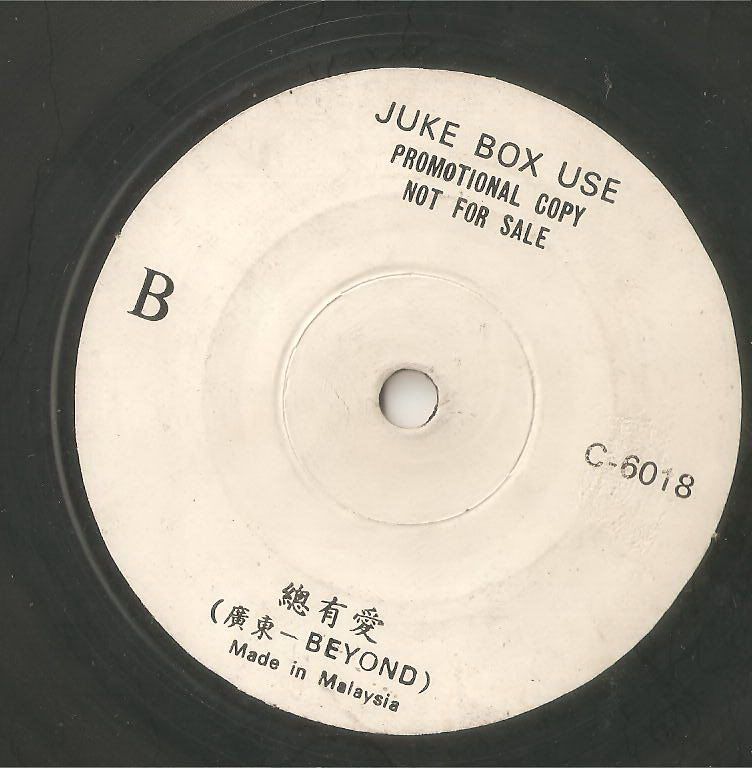 JUKE BOX USE
PROMOTIONAL COPY
NOT FOR SALE
B
C-6018
總有愛
(廣東－BEYOND)
Made in Malaysia